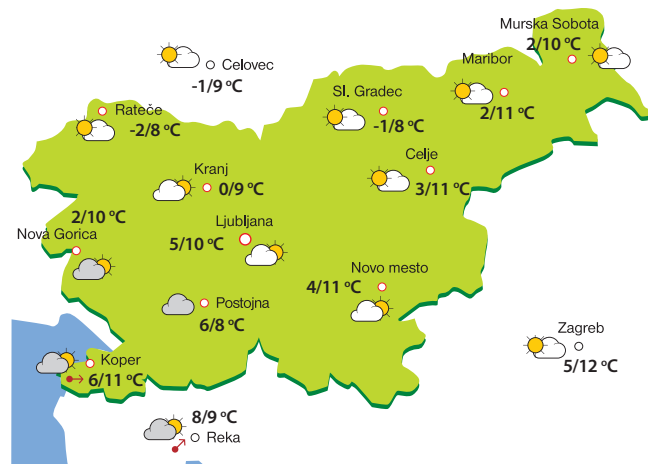 Murska Sobota
2/10 °C
Maribor
2/11 °C
Celovec
-1/9 °C
Sl. Gradec
-1/8 °C
Rateče
-2/8 °C
Celje
3/11 °C
Kranj
0/9 °C
2/10 °C
Nova Gorica
Ljubljana
5/10 °C
Novo mesto
4/11 °C
Postojna
6/8 °C
Zagreb
5/12 °C
Koper
6/11 °C
8/9 °C
Reka